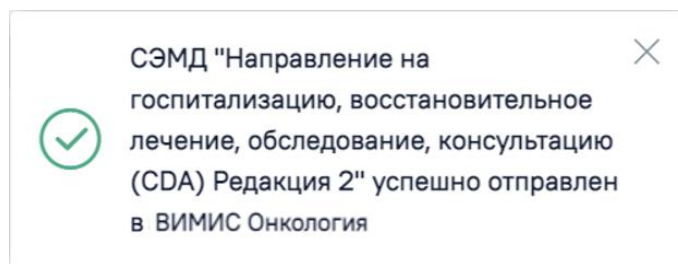 СЭМД "Направление на
госпитализацию, восстановительное
лечение, обследование, консультацию
(CDA) Редакция 2" успешно отправлен
в ВИМИС Онкология